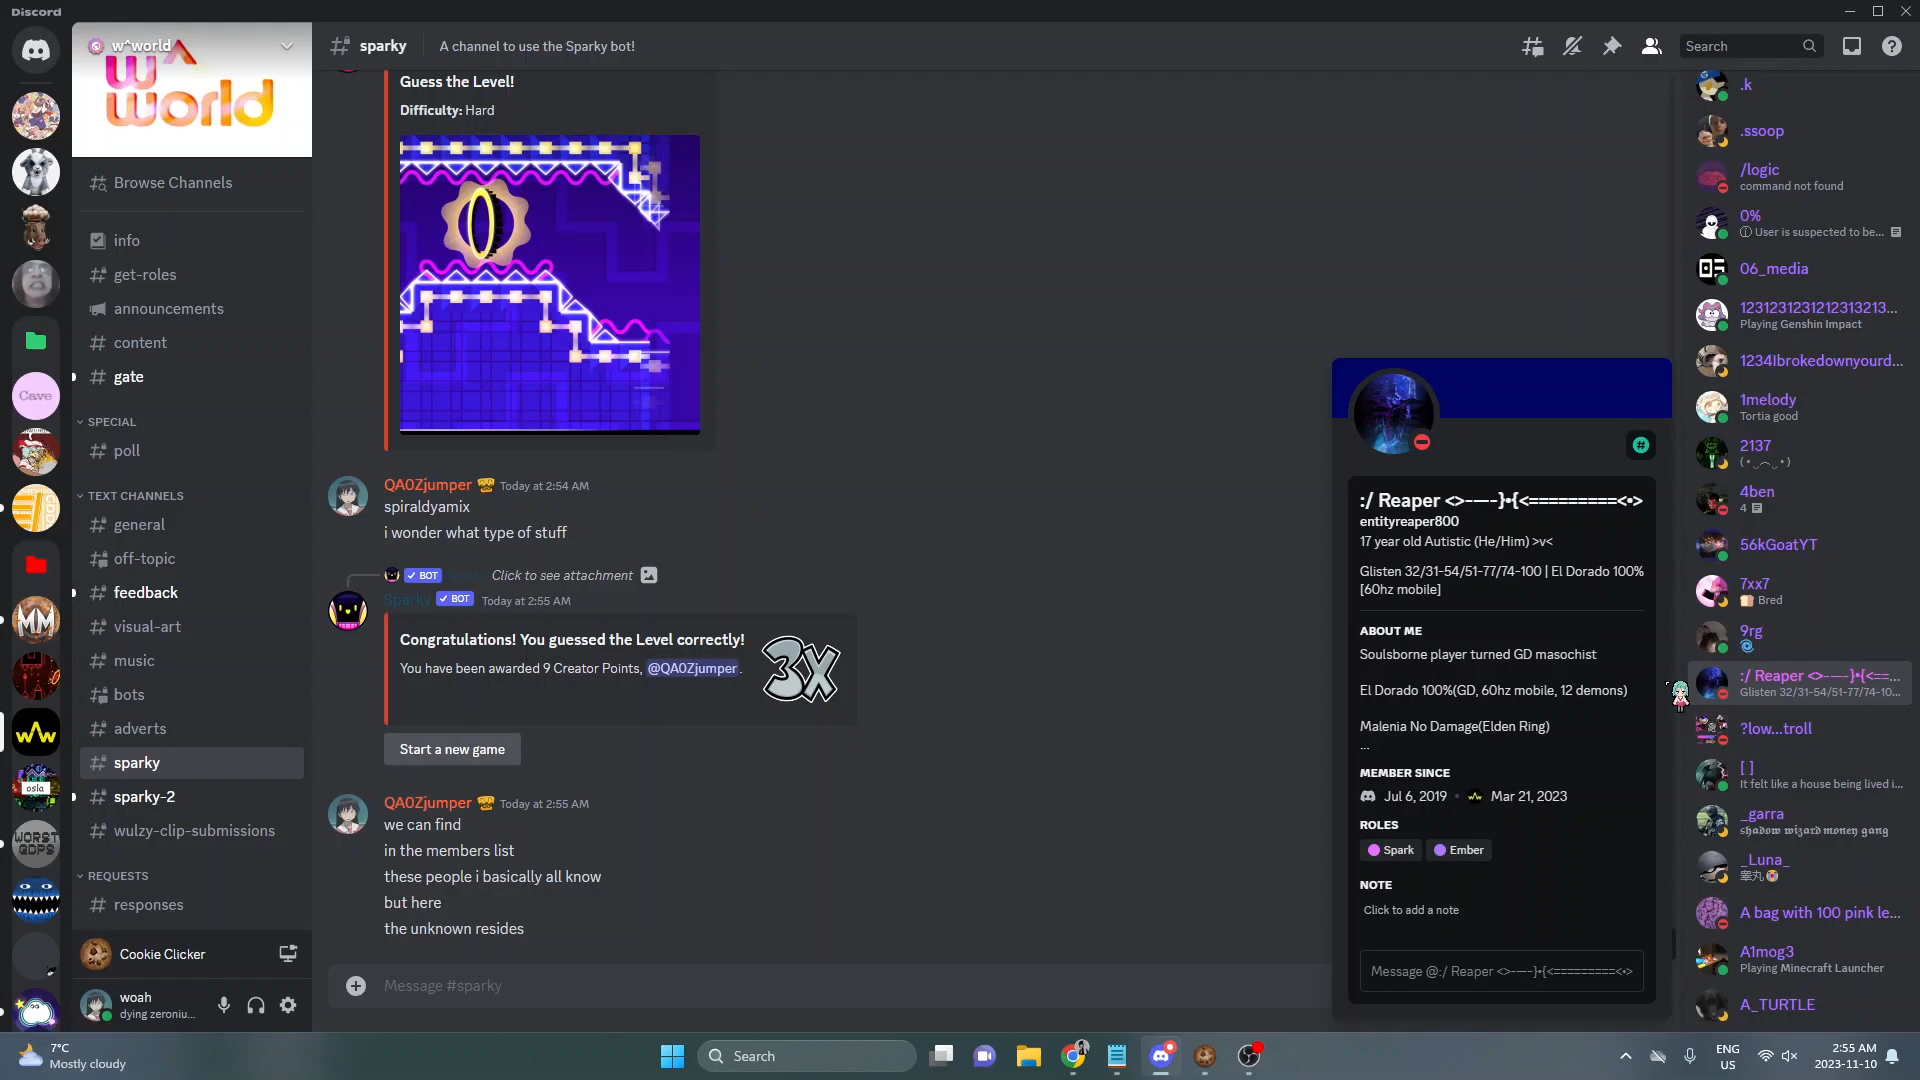 Discord
w^world
w^
world
Browse Channels
info
get-roles
announcements
content
gate
SPECIAL
poll
TEXT CHANNELS
general
off-topic
feedback
visual-art
music
bots
adverts
sparky
sparky-2
wulzy-clip-submissions
REQUESTS
responses
Cookie Clicker
woah
dying zeroniu...
Cave
MM
osla
WORST
GDPS
sparky
A channel to use the Sparky bot!
Search
Guess the Level!
Difficulty: Hard
QA0Zjumper Today at 2:54 AM
spiraldyamix
i wonder what type of stuff
✓ BOT Click to see attachment
Sparky ✓ BOT Today at 2:55 AM
Congratulations! You guessed the Level correctly!
You have been awarded 9 Creator Points, @QA0Zjumper.
3X
Start a new game
QA0Zjumper Today at 2:55 AM
we can find
in the members list
these people i basically all know
but here
the unknown resides
Message #sparky
:/ Reaper <>-—-}•{<=========<•>
entityreaper800
17 year old Autistic (He/Him) >v<
Glisten 32/31-54/51-77/74-100 | El Dorado 100%
[60hz mobile]
ABOUT ME
Soulsborne player turned GD masochist
El Dorado 100%(GD, 60hz mobile, 12 demons)
Malenia No Damage(Elden Ring)
...
MEMBER SINCE
Jul 6, 2019 • Mar 21, 2023
ROLES
Spark Ember
NOTE
Click to add a note
Message @:/ Reaper <>-—-}•{<=========<•>
.k
.ssoop
/logic
command not found
0%
User is suspected to be...
06_media
1231231231212313213...
Playing Genshin Impact
1234Ibrokedownyourd...
1melody
Tortia good
2137
4ben
4
56kGoatYT
7xx7
Bred
9rg
:/ Reaper <>-—-}•{<==...
Glisten 32/31-54/51-77/74-10...
?low...troll
[ ]
It felt like a house being lived i...
_garra
𝖘𝖍𝖆𝖉𝖔𝖜 𝖜𝖎𝖟𝖆𝖗𝖉 𝖒𝖔𝖓𝖊𝖞 𝖌𝖆𝖓𝖌
_Luna_
睾丸😭
A bag with 100 pink le...
A1mog3
Playing Minecraft Launcher
A_TURTLE
7°C
Mostly cloudy
Search
ENG
US
2:55 AM
2023-11-10